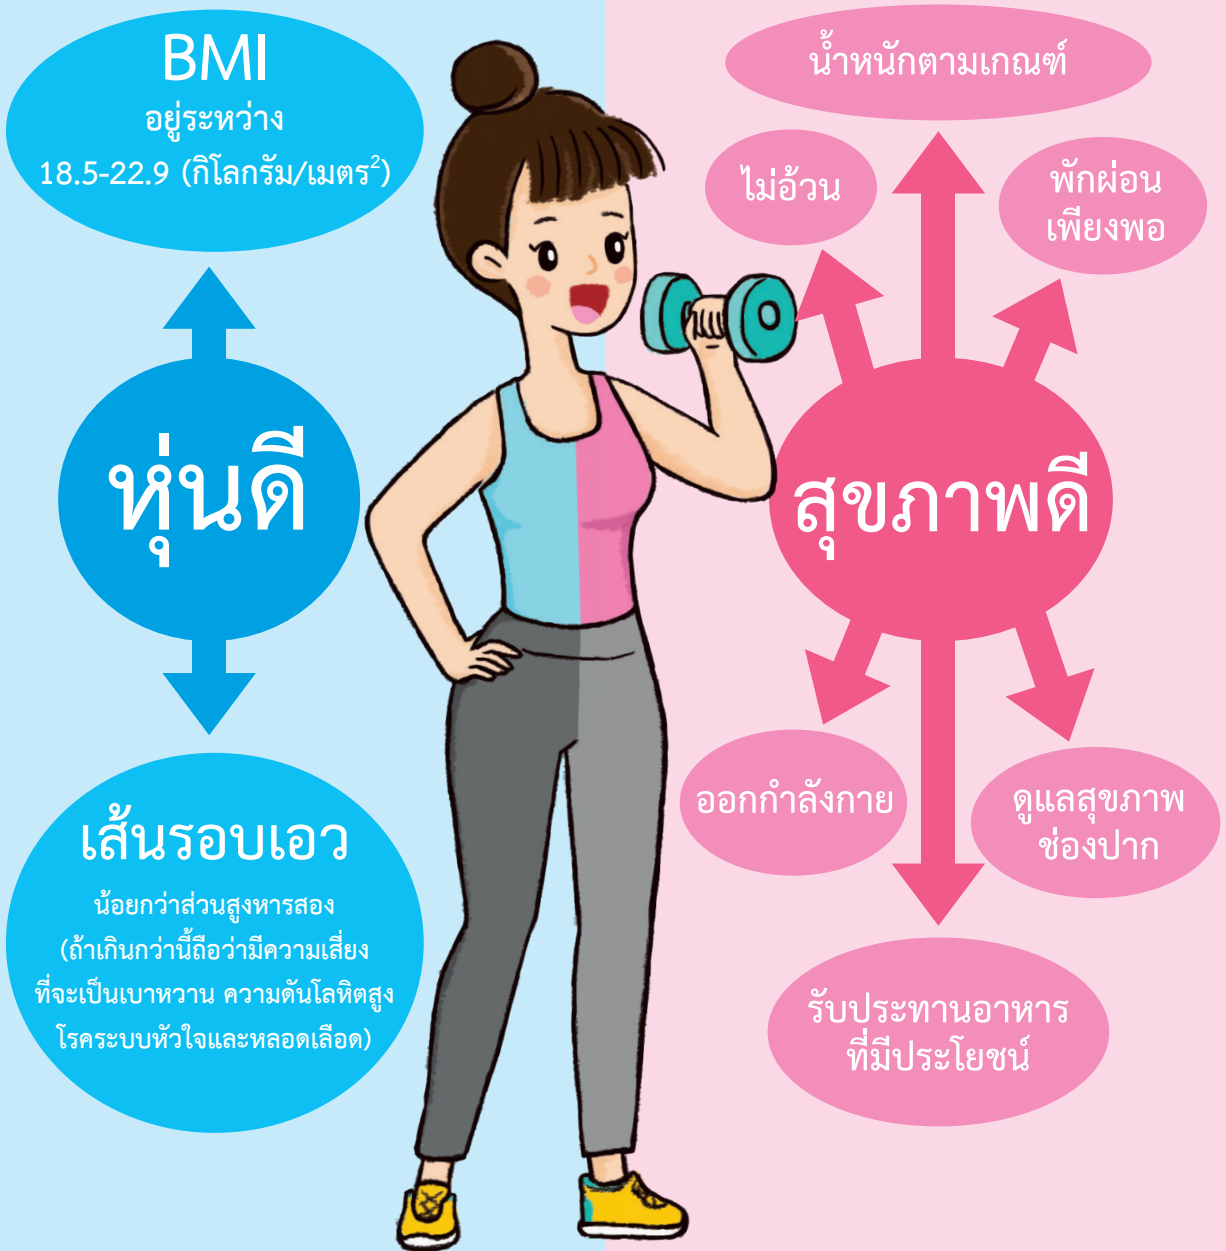 BMI
อยู่ระหว่าง
18.5-22.9 (กิโลกรัม/เมตร²)
หุ่นดี
เส้นรอบเอว
น้อยกว่าส่วนสูงหารสอง
(ถ้าเกินกว่านี้ถือว่ามีความเสี่ยง
ที่จะเป็นเบาหวาน ความดันโลหิตสูง
โรคระบบหัวใจและหลอดเลือด)
น้ำหนักตามเกณฑ์
ไม่อ้วน
พักผ่อน
เพียงพอ
สุขภาพดี
ออกกำลังกาย
ดูแลสุขภาพ
ช่องปาก
รับประทานอาหาร
ที่มีประโยชน์